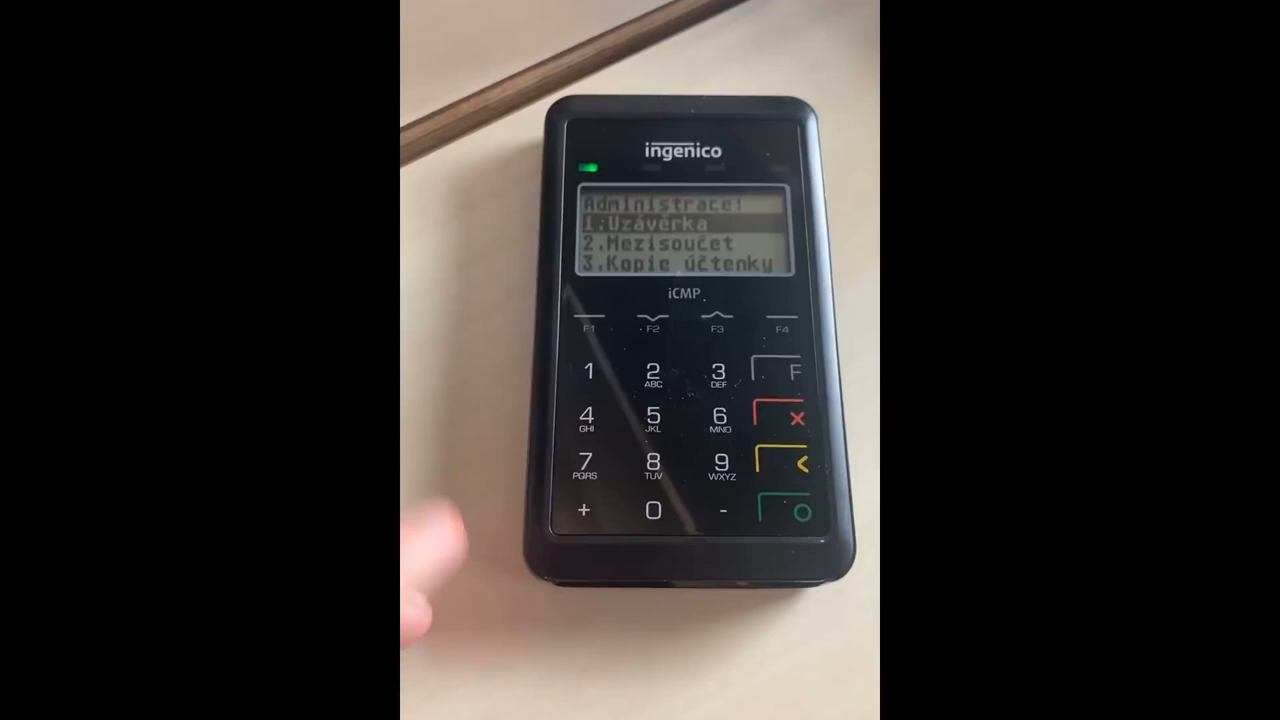 ingenico
Administrace:
1.Uzávěrka
2.Mezisoučet
3.Kopie účtenky
iCMP
F1 F2 F3 F4
1 2 3 F
ABC DEF
4 5 6 X
GHI JKL MNO
7 8 9 <
PQRS TUV WXYZ
+ 0 - O